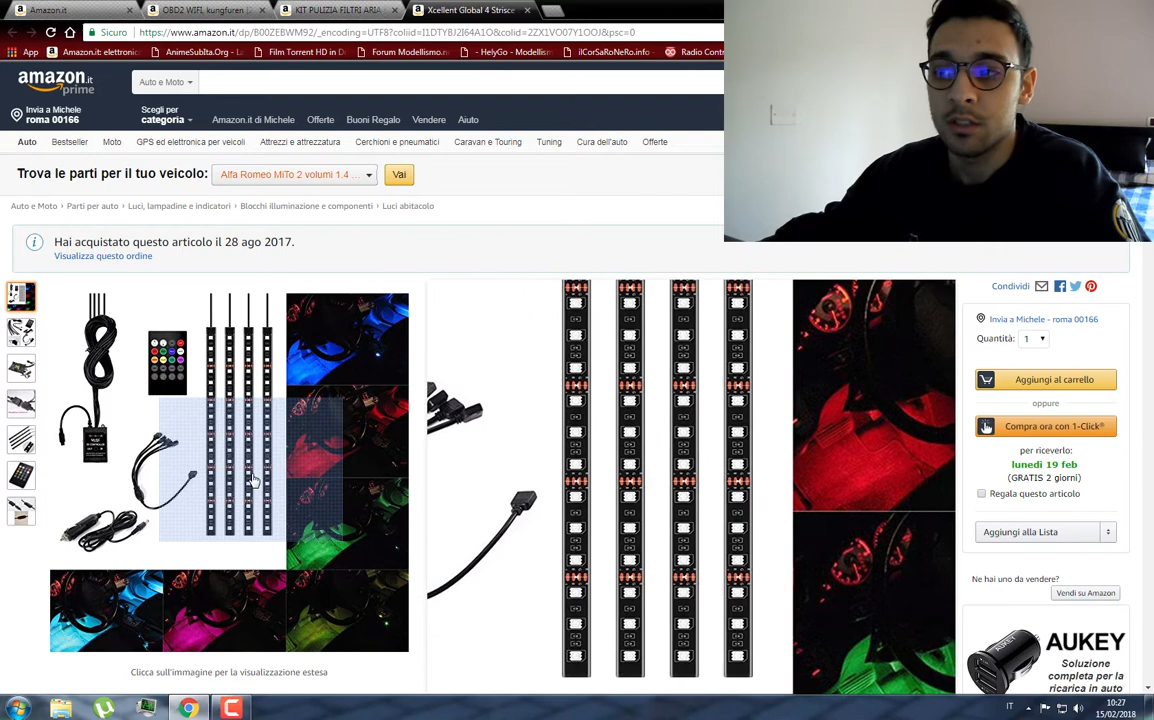 Amazon.it
OBD2 WIFI, kungfuren
KIT PULIZIA FILTRI ARIA
Xcellent Global 4 Strisce
Sicuro
https://www.amazon.it/dp/B00ZEBWM92/_encoding=UTF8?coliid=I1DTYBJ2I64A1O&colid=2ZX1VO07Y1OOJ&psc=0
App
Amazon.it: elettronic
AnimeSubIta.Org - La
Film Torrent HD in D
Forum Modellismo.n
- HelyGo - Modellism
ilCorSaRoNeRo.info -
Radio Contr
amazon.it
prime
Auto e Moto
Invia a Michele
roma 00166
Scegli per
categoria
Amazon.it di Michele
Offerte
Buoni Regalo
Vendere
Aiuto
Auto
Bestseller
Moto
GPS ed elettronica per veicoli
Attrezzi e attrezzatura
Cerchioni e pneumatici
Caravan e Touring
Tuning
Cura dell'auto
Offerte
Trova le parti per il tuo veicolo:
Alfa Romeo MiTo 2 volumi 1.4 ...
Vai
Auto e Moto › Parti per auto › Luci, lampadine e indicatori › Blocchi illuminazione e componenti › Luci abitacolo
Hai acquistato questo articolo il 28 ago 2017.
Visualizza questo ordine
Condividi
Invia a Michele - roma 00166
Quantità:
1
Aggiungi al carrello
oppure
Compra ora con 1-Click®
per riceverlo:
lunedì 19 feb
(GRATIS 2 giorni)
Regala questo articolo
Aggiungi alla Lista
Ne hai uno da vendere?
Vendi su Amazon
AUKEY
Soluzione
completa per la
ricarica in auto
Clicca sull'immagine per la visualizzazione estesa
IT
10:27
15/02/2018